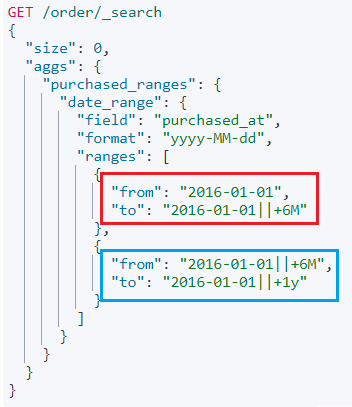 GET /order/_search
{
  "size": 0,
  "aggs": {
    "purchased_ranges": {
      "date_range": {
        "field": "purchased_at",
        "format": "yyyy-MM-dd",
        "ranges": [
          {
            "from": "2016-01-01",
            "to": "2016-01-01||+6M"
          },
          {
            "from": "2016-01-01||+6M",
            "to": "2016-01-01||+1y"
          }
        ]
      }
    }
  }
}